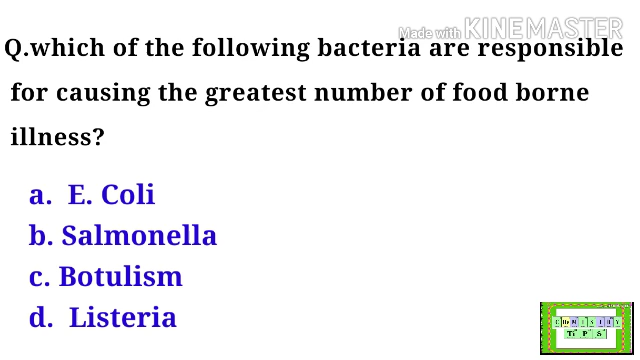 Made with KINEMASTER
Q.which of the following bacteria are responsible
for causing the greatest number of food borne
illness?
a. E. Coli
b. Salmonella
c. Botulism
d. Listeria